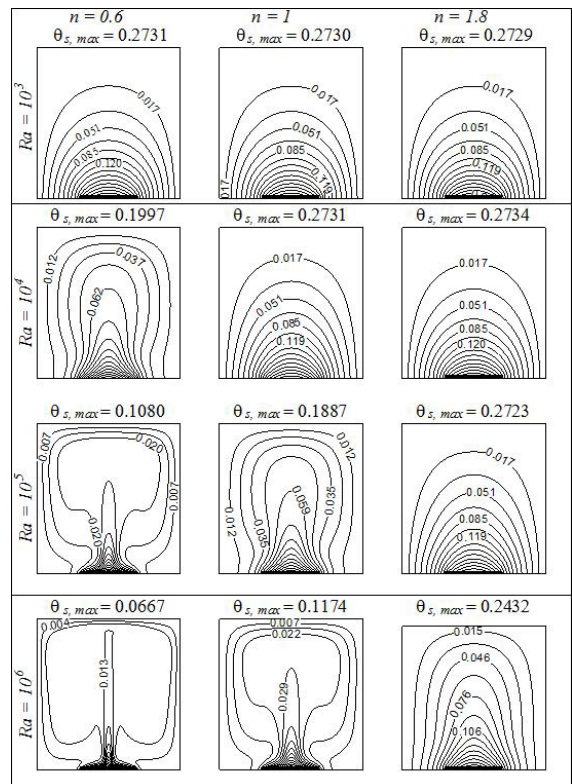 n = 0.6 n = 1 n = 1.8
θs, max = 0.2731 θs, max = 0.2730 θs, max = 0.2729
Ra = 10^3
0.017 0.017 0.017
0.051 0.051 0.051
0.085 0.085 0.085
0.120 0.119 0.119
017
θs, max = 0.1997 θs, max = 0.2731 θs, max = 0.2734
Ra = 10^4
0.012 0.037 0.017 0.017
0.062 0.051 0.051
0.085 0.085
0.119 0.120
θs, max = 0.1080 θs, max = 0.1887 θs, max = 0.2723
Ra = 10^5
0.007 0.020 0.012 0.017
0.007 0.059 0.035 0.051
0.020 0.012 0.035 0.085
0.119
θs, max = 0.0667 θs, max = 0.1174 θs, max = 0.2432
Ra = 10^6
0.004 0.007 0.015
0.022
0.013 0.029 0.046
0.076
0.106